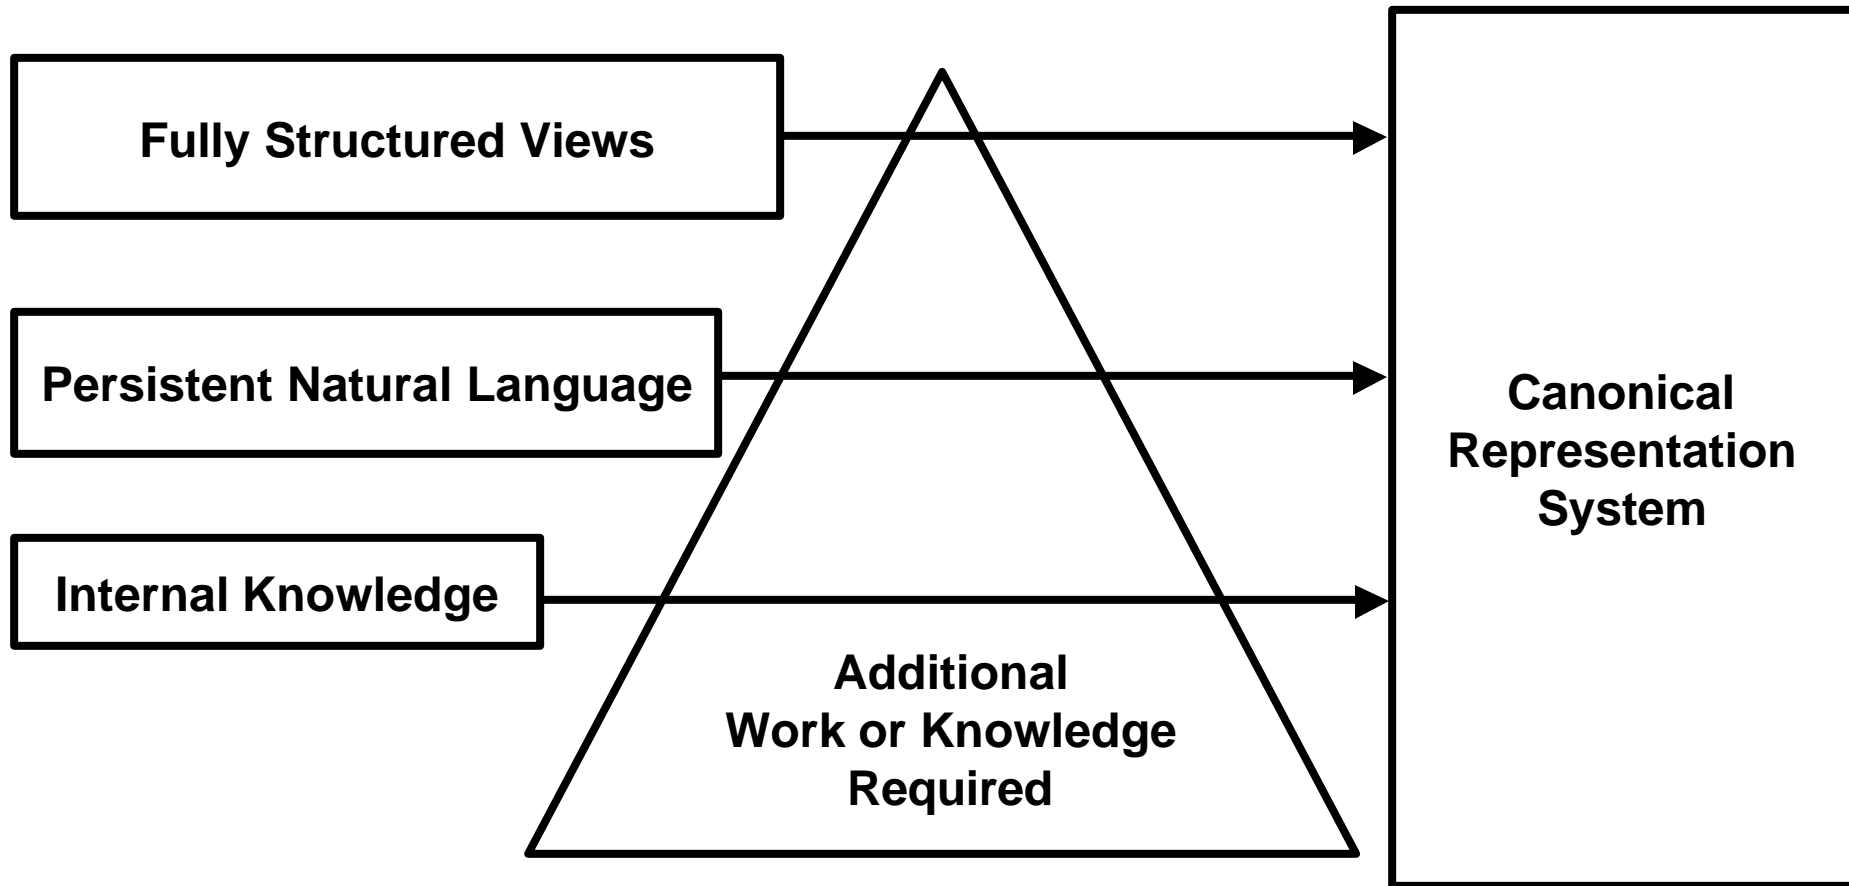 Fully Structured Views
Persistent Natural Language
Internal Knowledge
Additional
Work or Knowledge
Required
Canonical
Representation
System